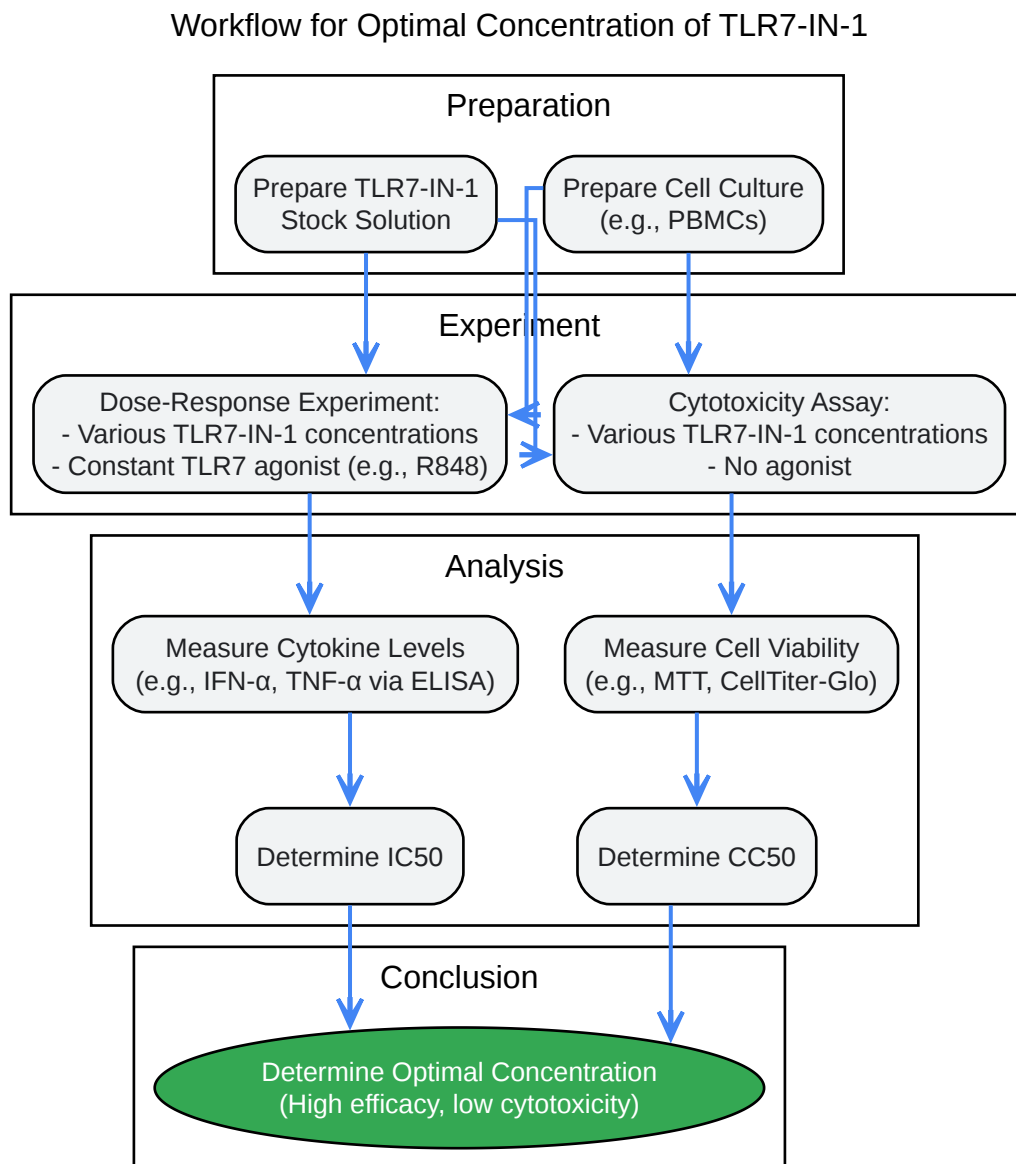 Workflow for Optimal Concentration of TLR7-IN-1
Preparation
Prepare TLR7-IN-1
Stock Solution
Prepare Cell Culture
(e.g., PBMCs)
Experiment
Dose-Response Experiment:
- Various TLR7-IN-1 concentrations
- Constant TLR7 agonist (e.g., R848)
Cytotoxicity Assay:
- Various TLR7-IN-1 concentrations
- No agonist
Analysis
Measure Cytokine Levels
(e.g., IFN-α, TNF-α via ELISA)
Measure Cell Viability
(e.g., MTT, CellTiter-Glo)
Determine IC50
Determine CC50
Conclusion
Determine Optimal Concentration
(High efficacy, low cytotoxicity)